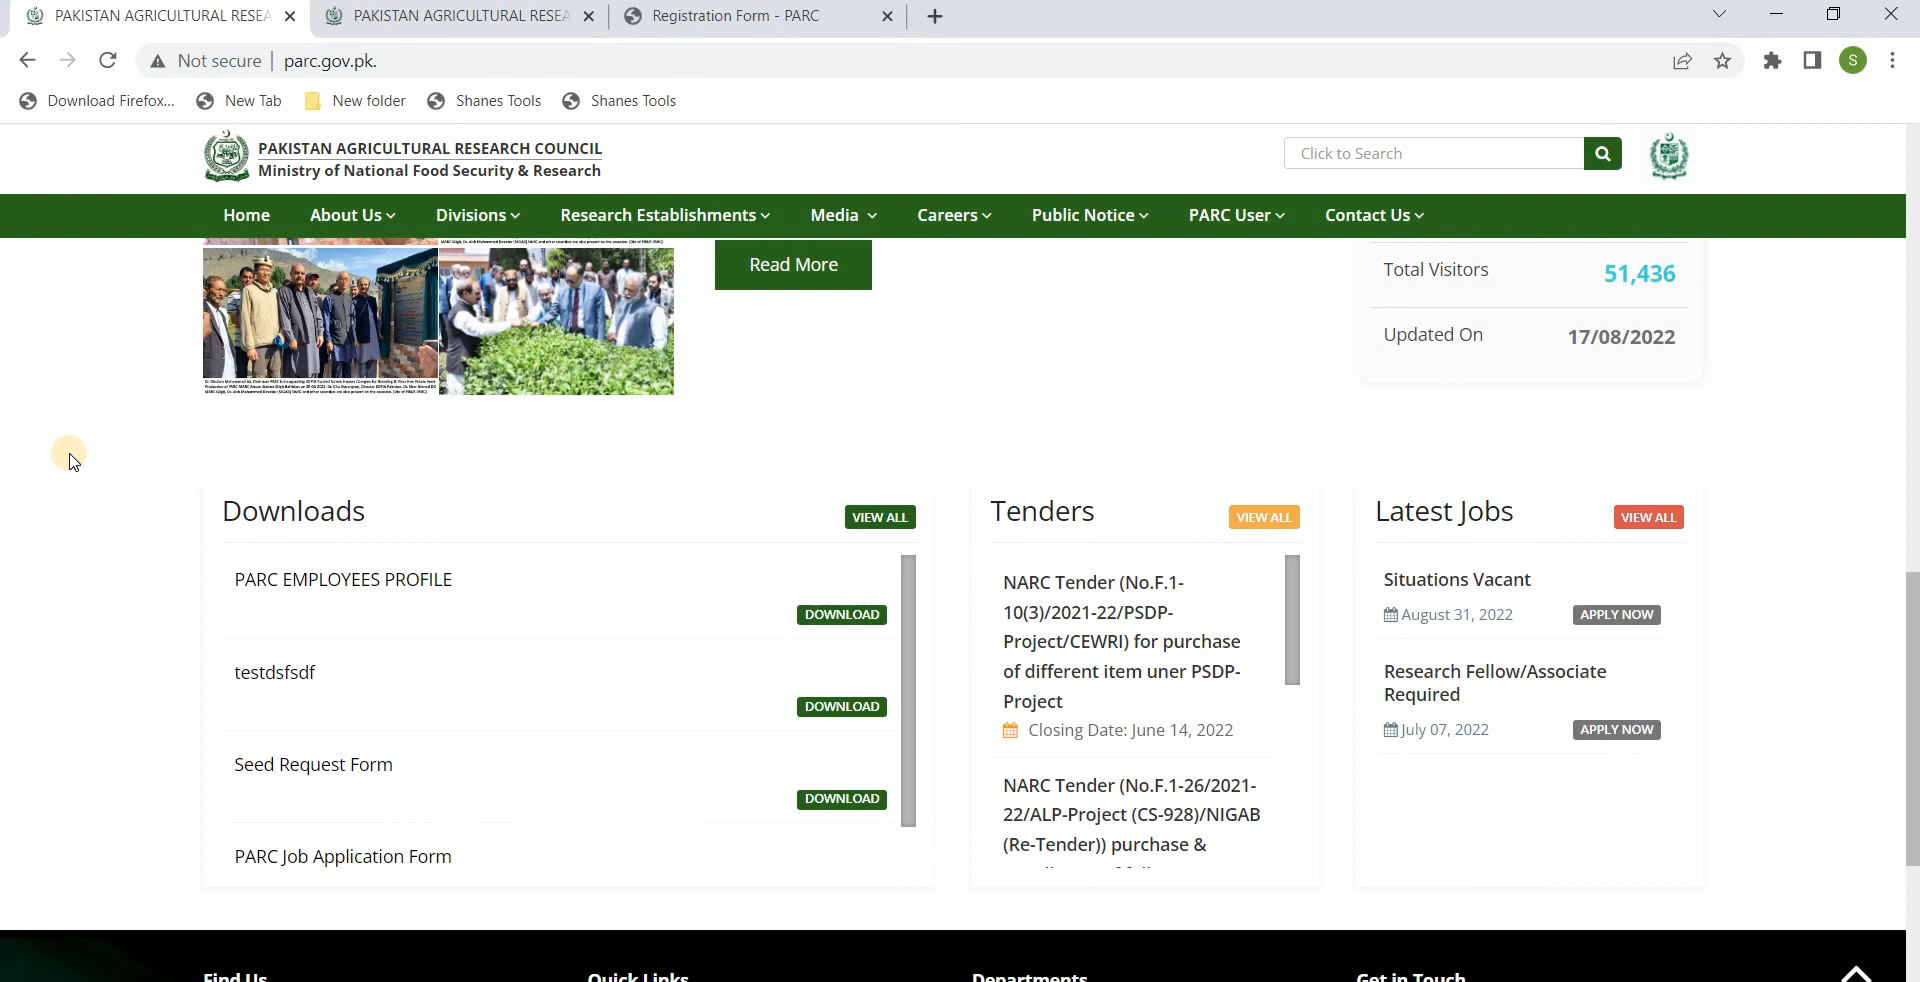 PAKISTAN AGRICULTURAL RESEA
PAKISTAN AGRICULTURAL RESEA
Registration Form - PARC
Not secure
parc.gov.pk.
S
Download Firefox...
New Tab
New folder
Shanes Tools
Shanes Tools
PAKISTAN AGRICULTURAL RESEARCH COUNCIL
Ministry of National Food Security & Research
Click to Search
Home
About Us
Divisions
Research Establishments
Media
Careers
Public Notice
PARC User
Contact Us
Read More
Total Visitors
51,436
Updated On
17/08/2022
Downloads
VIEW ALL
PARC EMPLOYEES PROFILE
DOWNLOAD
testdsfsdf
DOWNLOAD
Seed Request Form
DOWNLOAD
PARC Job Application Form
Tenders
VIEW ALL
NARC Tender (No.F.1-
10(3)/2021-22/PSDP-
Project/CEWRI) for purchase
of different item uner PSDP-
Project
Closing Date: June 14, 2022
NARC Tender (No.F.1-26/2021-
22/ALP-Project (CS-928)/NIGAB
(Re-Tender)) purchase &
Latest Jobs
VIEW ALL
Situations Vacant
August 31, 2022
APPLY NOW
Research Fellow/Associate
Required
July 07, 2022
APPLY NOW
Find Us
Quick Links
Departments
Get in Touch